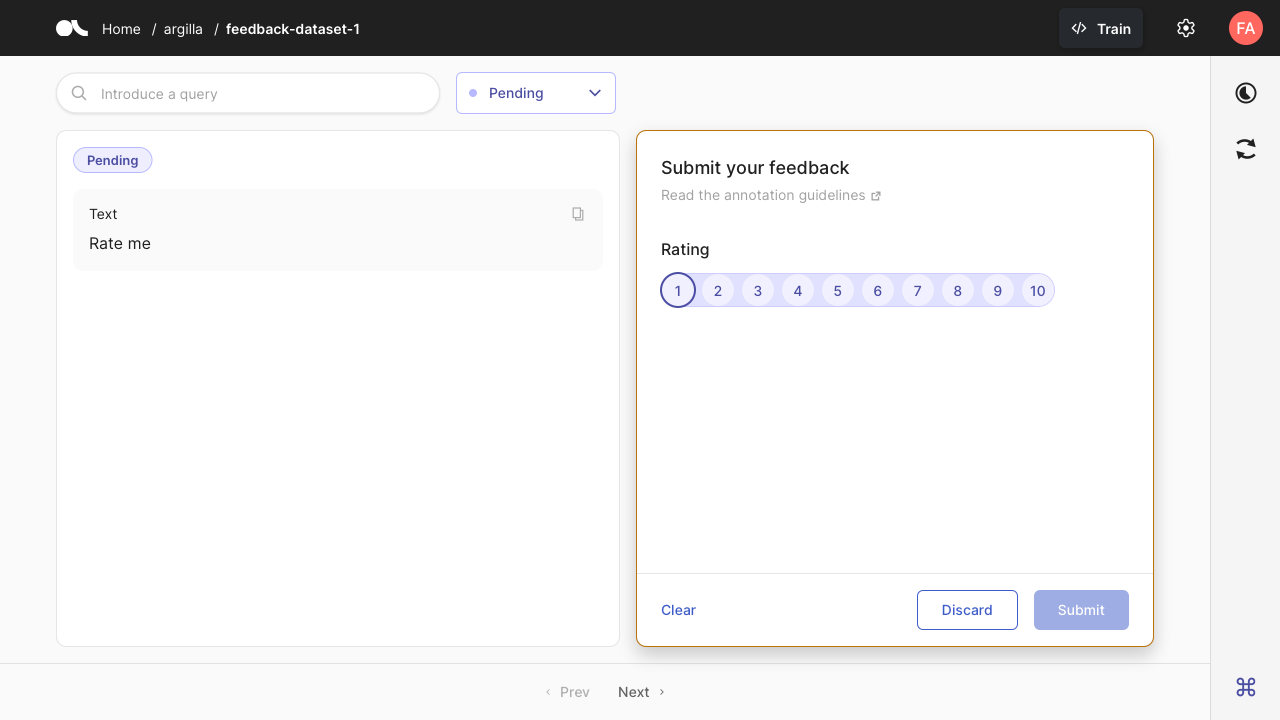 Home / argilla / feedback-dataset-1
Train
FA
Introduce a query
Pending
Pending
Text
Rate me
Submit your feedback
Read the annotation guidelines
Rating
1 2 3 4 5 6 7 8 9 10
Clear
Discard
Submit
Prev
Next